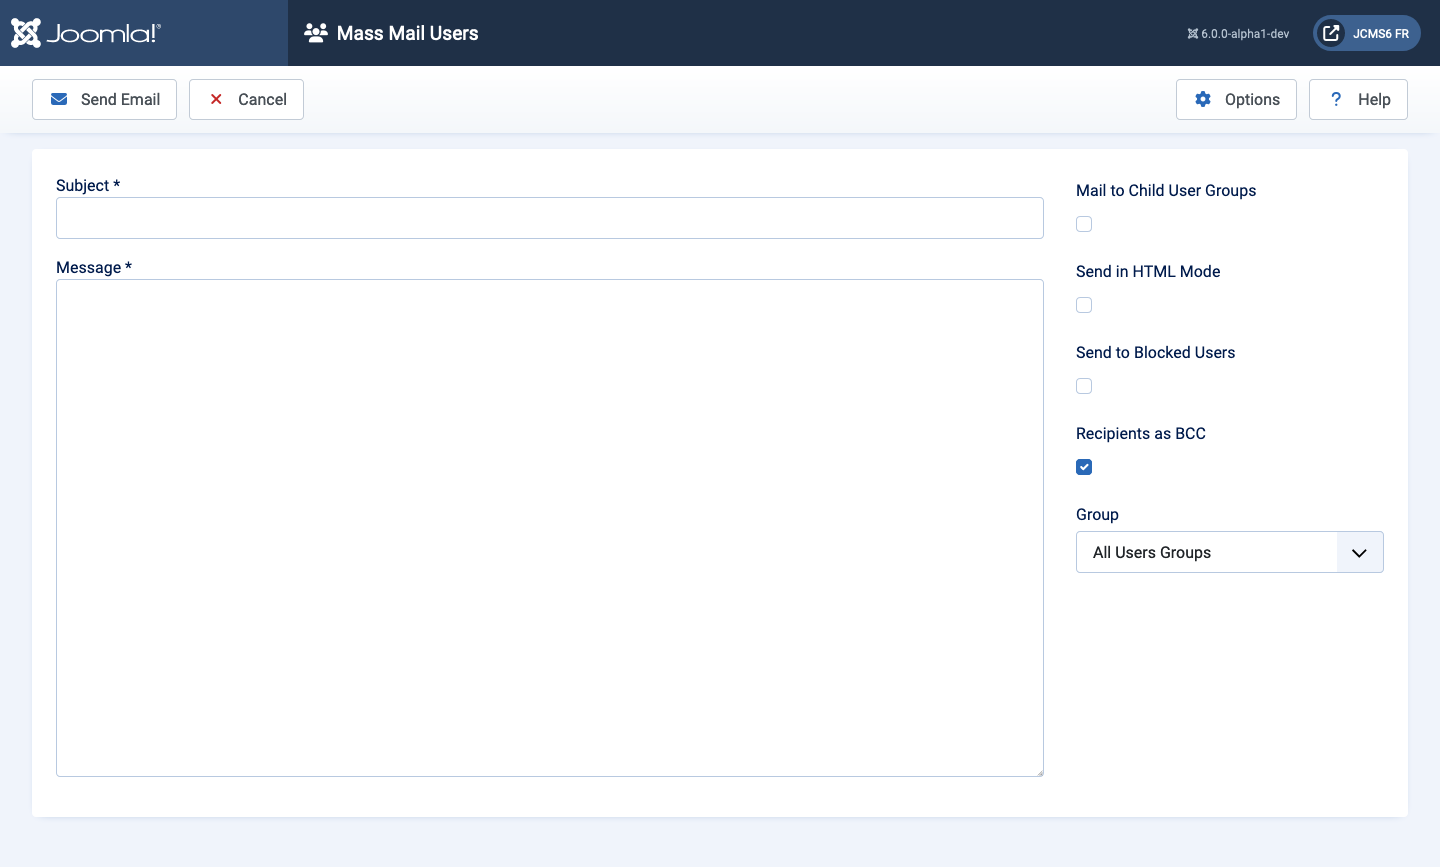 Joomla!®
Mass Mail Users
6.0.0-alpha1-dev
JCMS6 FR
Send Email
Cancel
Options
? Help
Subject *
Message *
Mail to Child User Groups
Send in HTML Mode
Send to Blocked Users
Recipients as BCC
Group
All Users Groups